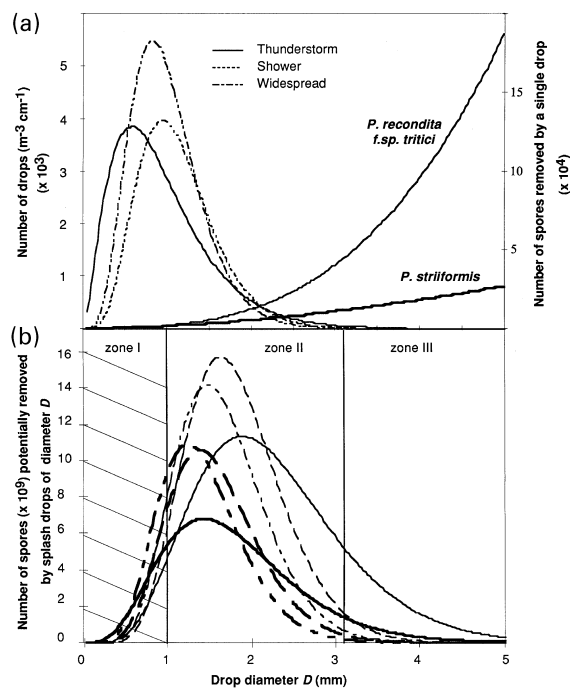 (a)
Number of drops (m-3 cm-1)
(x 103)
5
4
3
2
1
Thunderstorm
Shower
Widespread
P. recondita
f.sp. tritici
P. striiformis
15
10
5
Number of spores removed by a single drop
(x 104)
(b)
Number of spores (x 109) potentially removed
by splash drops of diameter D
16
14
12
10
8
6
4
2
0
zone I
zone II
zone III
0
1
2
3
4
5
Drop diameter D (mm)